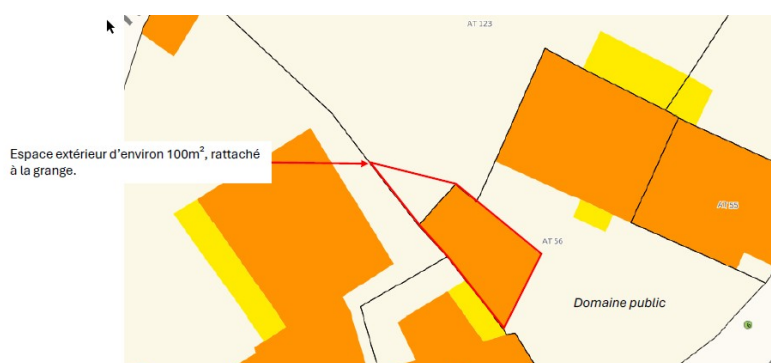 AT 123
Espace extérieur d’environ 100m², rattaché
à la grange.
AT 55
AT 56
Domaine public